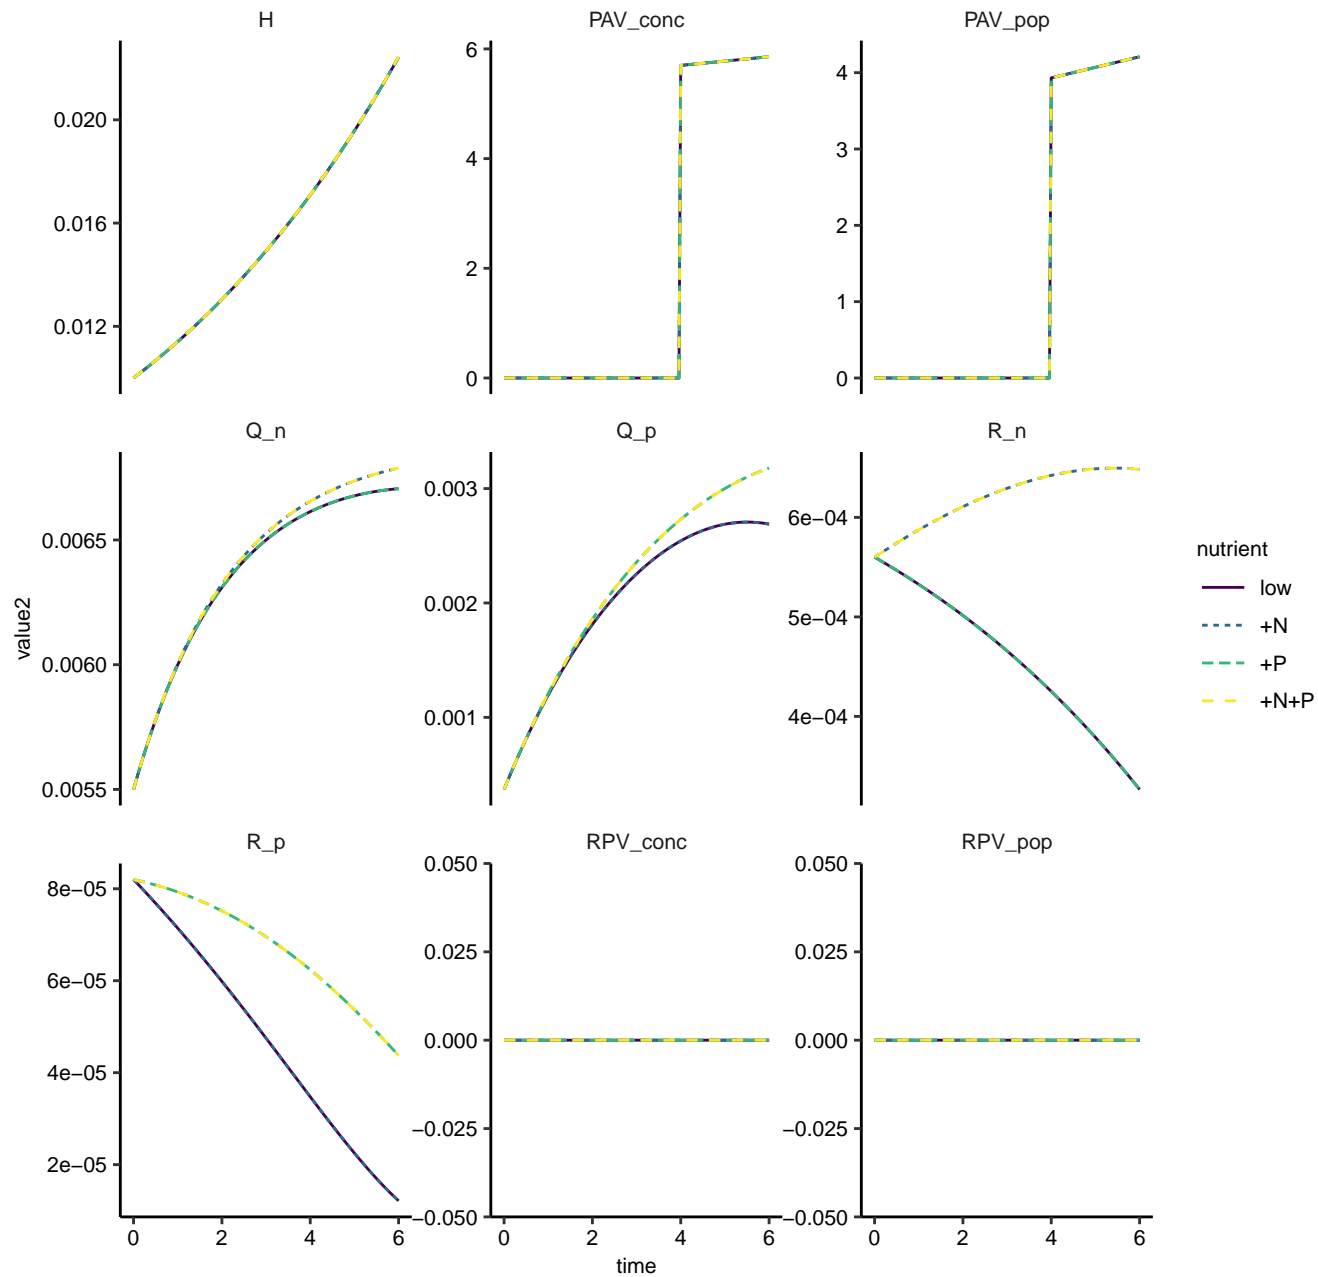 H
PAV_conc
PAV_pop
0.020
0.016
0.012
6
4
2
0
4
3
2
1
0
Q_n
Q_p
R_n
0.0065
0.0060
0.0055
0.003
0.002
0.001
6e−04
5e−04
4e−04
R_p
RPV_conc
RPV_pop
8e−05
6e−05
4e−05
2e−05
0.050
0.025
0.000
−0.025
−0.050
0.050
0.025
0.000
−0.025
−0.050
0 2 4 6
0 2 4 6
0 2 4 6
time
value2
nutrient
low
+N
+P
+N+P